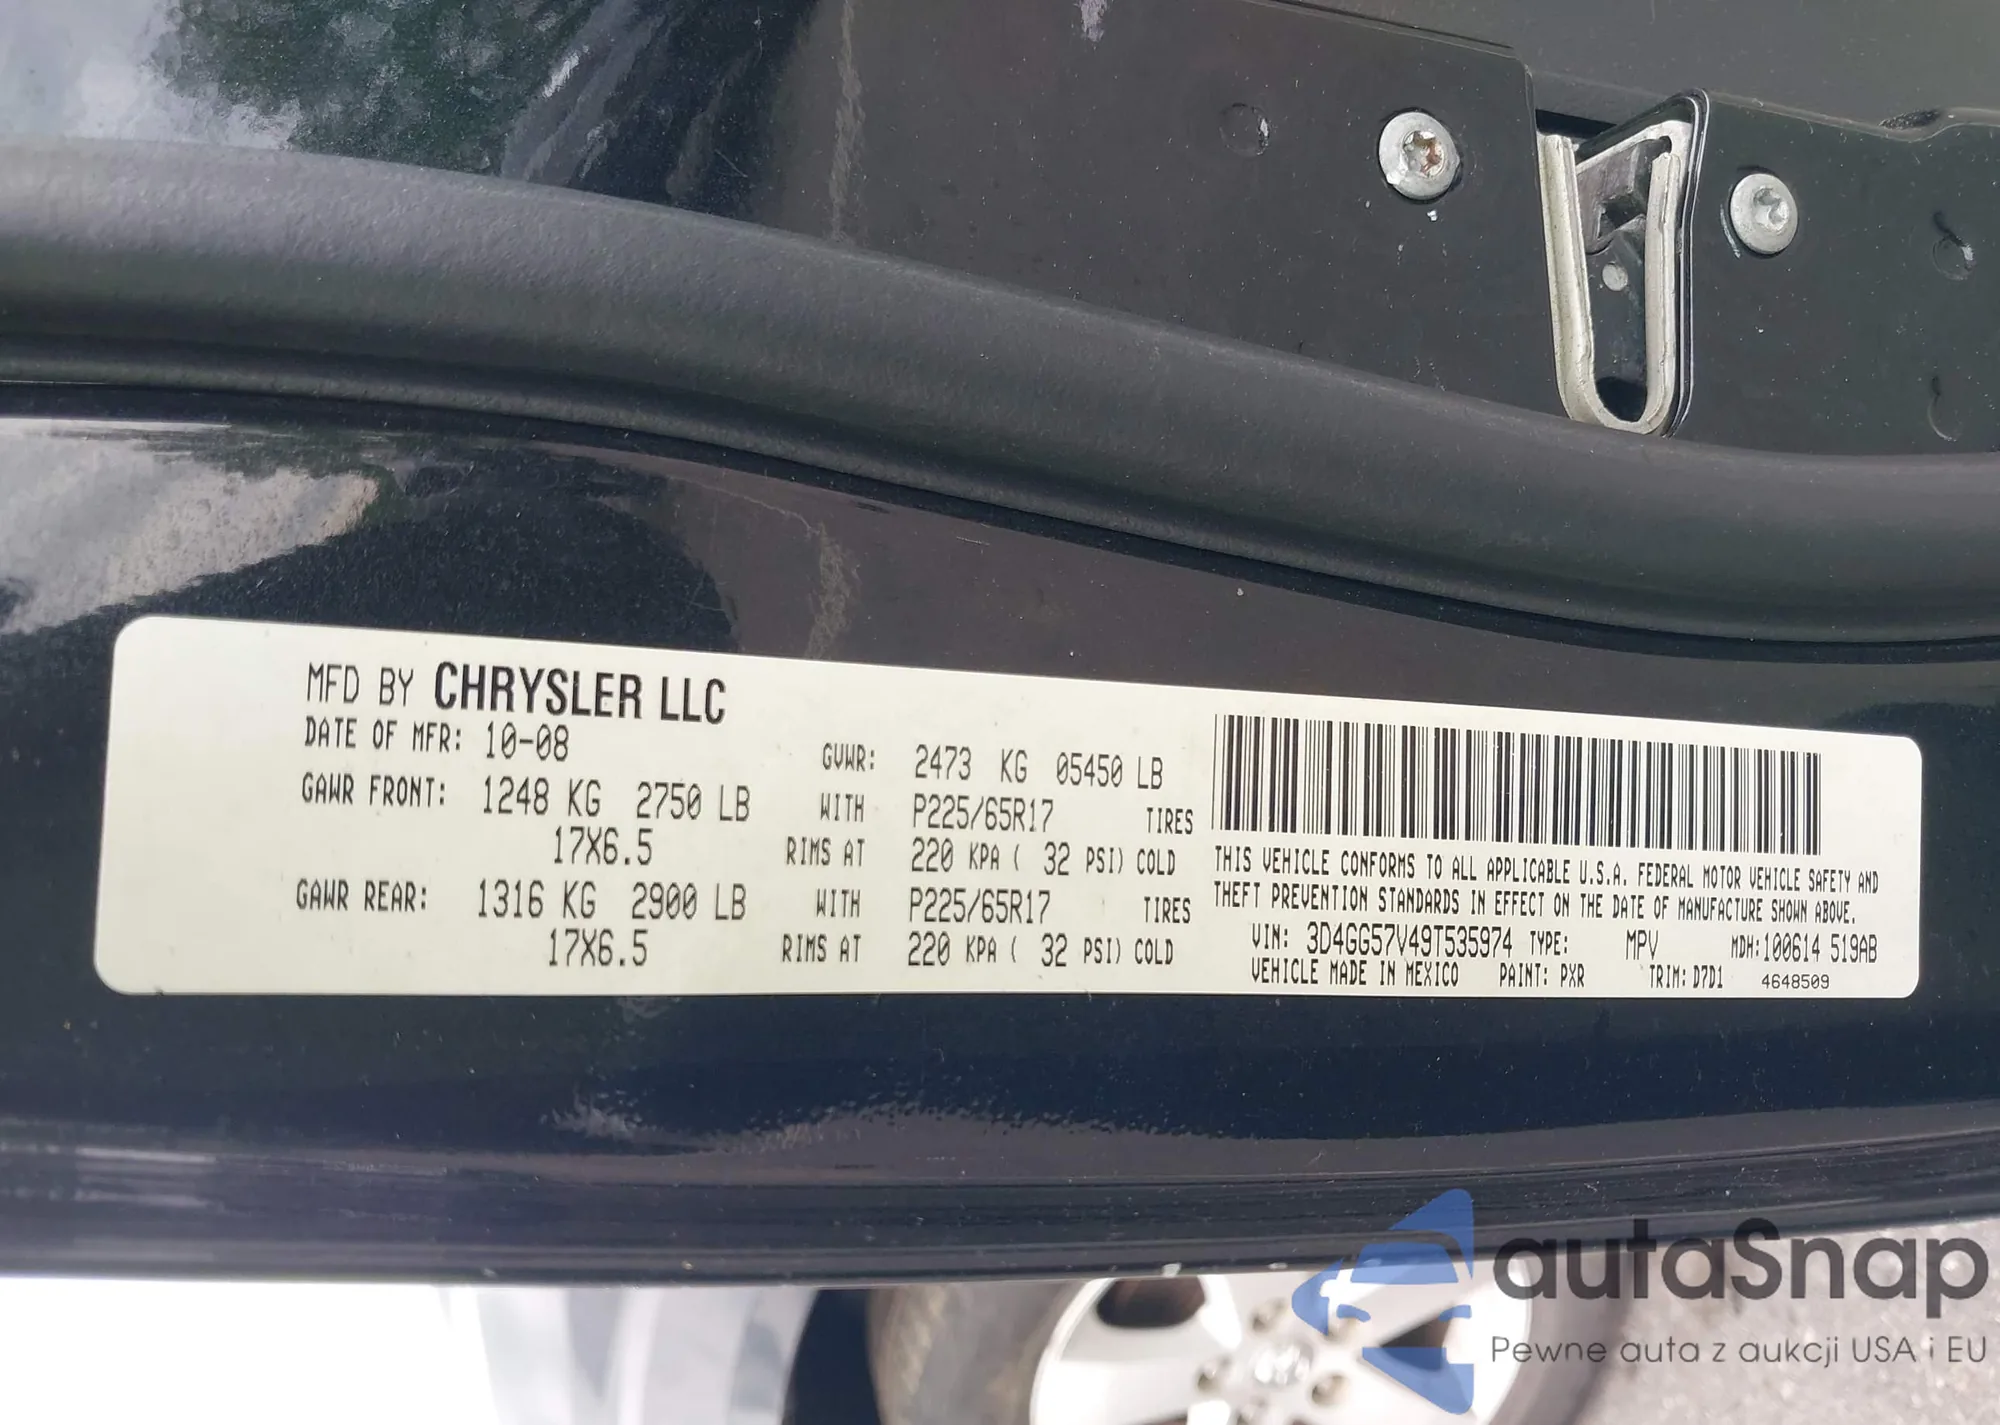 MFD BY CHRYSLER LLC
DATE OF MFR: 10-08
GVWR: 2473 KG 05450 LB
GAWR FRONT: 1248 KG 2750 LB WITH P225/65R17 TIRES
17X6.5 RIMS AT 220 KPA ( 32 PSI) COLD
GAWR REAR: 1316 KG 2900 LB WITH P225/65R17 TIRES
17X6.5 RIMS AT 220 KPA ( 32 PSI) COLD
THIS VEHICLE CONFORMS TO ALL APPLICABLE U.S.A. FEDERAL MOTOR VEHICLE SAFETY AND
THEFT PREVENTION STANDARDS IN EFFECT ON THE DATE OF MANUFACTURE SHOWN ABOVE.
VIN: 3D4GG57V49T535974 TYPE: MPV MDH:100614 519AB
VEHICLE MADE IN MEXICO PAINT: PXR TRIM: D7D1 4648509
autaSnap
Pewne auta z aukcji USA i EU